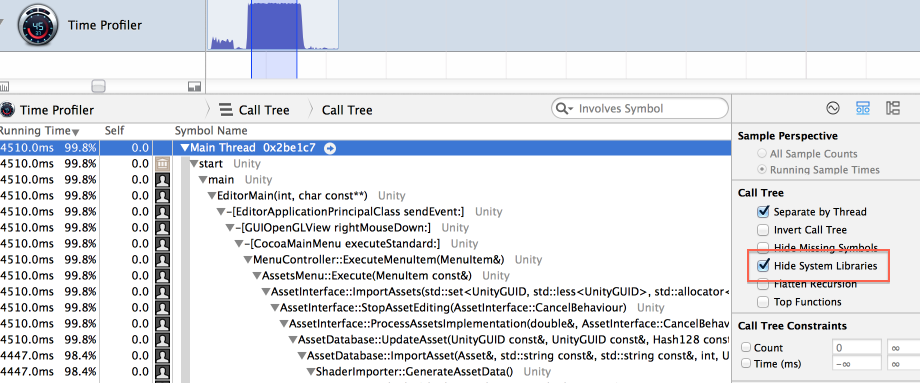 Time Profiler
Time Profiler Call Tree Call Tree Involves Symbol
Running Time Self Symbol Name
4510.0ms 99.8% 0.0 Main Thread 0x2be1c7
4510.0ms 99.8% 0.0 start Unity
4510.0ms 99.8% 0.0 main Unity
4510.0ms 99.8% 0.0 EditorMain(int, char const**) Unity
4510.0ms 99.8% 0.0 -[EditorApplicationPrincipalClass sendEvent:] Unity
4510.0ms 99.8% 0.0 -[GUIOpenGLView rightMouseDown:] Unity
4510.0ms 99.8% 0.0 -[CocoaMainMenu executeStandard:] Unity
4510.0ms 99.8% 0.0 MenuController::ExecuteMenuItem(MenuItem&) Unity
4510.0ms 99.8% 0.0 AssetsMenu::Execute(MenuItem const&) Unity
4510.0ms 99.8% 0.0 AssetInterface::ImportAssets(std::set<UnityGUID, std::less<UnityGUID>, std::allocator<
4510.0ms 99.8% 0.0 AssetInterface::StopAssetEditing(AssetInterface::CancelBehaviour) Unity
4510.0ms 99.8% 0.0 AssetInterface::ProcessAssetsImplementation(double&, AssetInterface::CancelBehav
4510.0ms 99.8% 0.0 AssetDatabase::UpdateAsset(UnityGUID const&, UnityGUID const&, Hash128 const
4447.0ms 98.4% 0.0 AssetDatabase::ImportAsset(Asset&, std::string const&, std::string const&, int, U
4447.0ms 98.4% 0.0 ShaderImporter::GenerateAssetData() Unity
Sample Perspective
All Sample Counts
Running Sample Times
Call Tree
Separate by Thread
Invert Call Tree
Hide Missing Symbols
Hide System Libraries
Flatten Recursion
Top Functions
Call Tree Constraints
Count 0 ∞
Time (ms) -∞ ∞